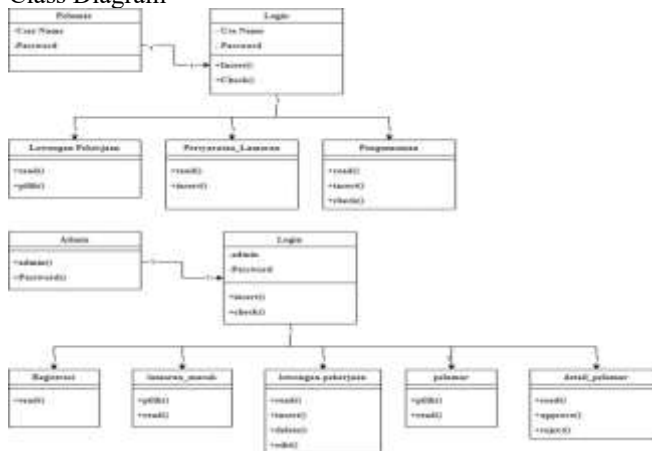 Class Diagram
Pelamar
-User Name
-Password
Login
- Use Name
- Password
+Insert()
+Check()
Lowongan Pekerjaan
+read()
+pilih()
Persyaratan_Lamaran
+read()
+insert()
Pengumuman
+read()
+insert()
+check()
Admin
+admin()
+Password()
Login
-admin
-Password
+insert()
+check()
Registrasi
+read()
lamaran_masuk
+pilih()
+read()
lowongan pekerjaan
+read()
+insert()
+delete()
+edit()
pelamar
+pilih()
+read()
detail_pelamar
+read()
+approve()
+reject()